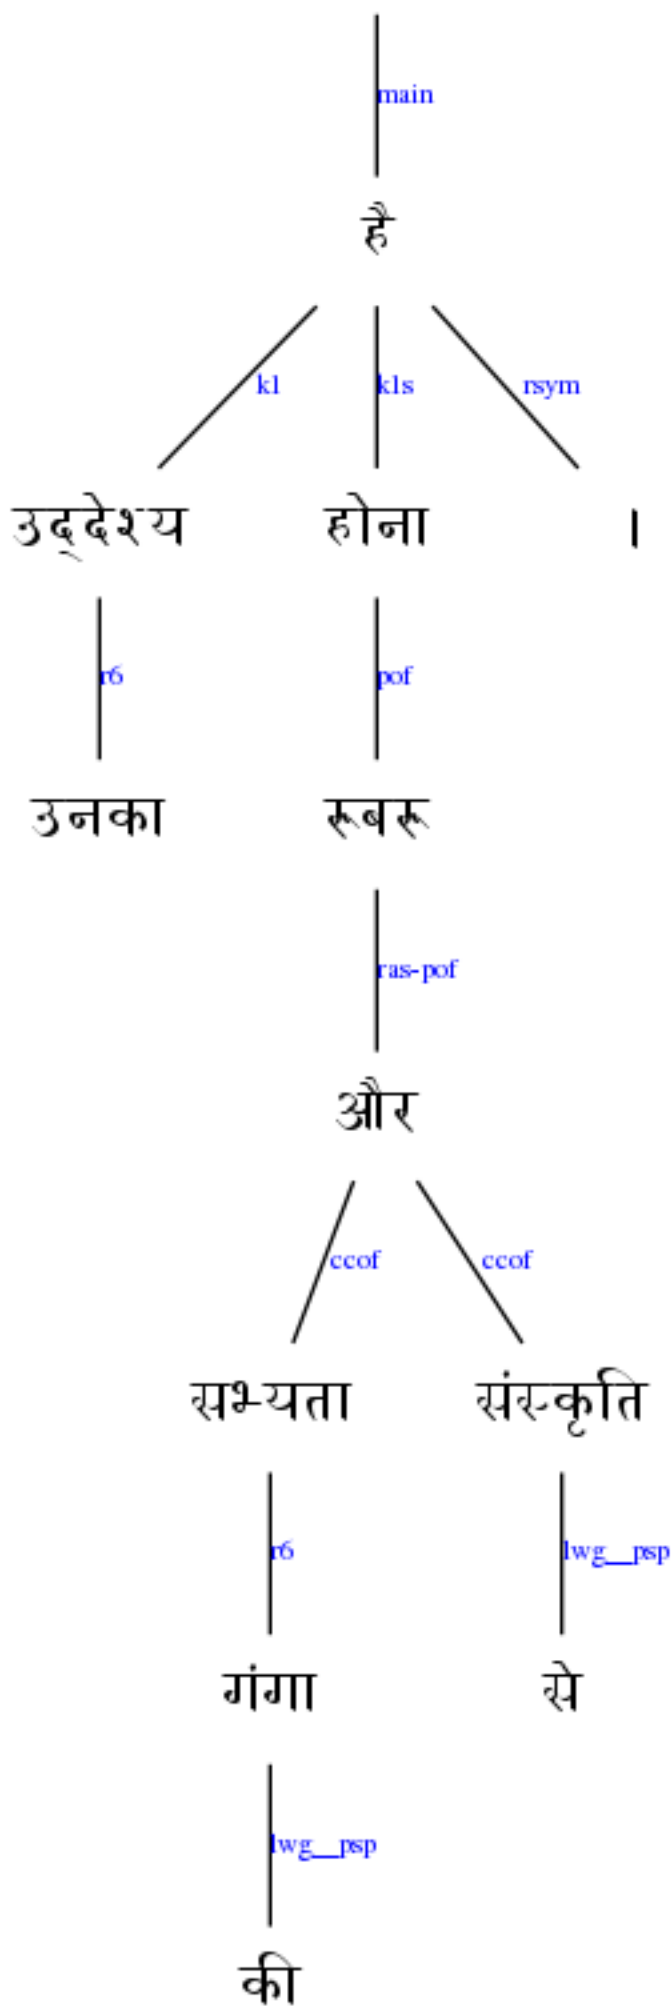 main
है
k1 k1s rsym
उद्देश्य होना ।
r6 pof
उनका रूबरू
ras-pof
और
ccof ccof
सभ्यता संस्कृति
r6 lwg__psp
गंगा से
lwg__psp
की